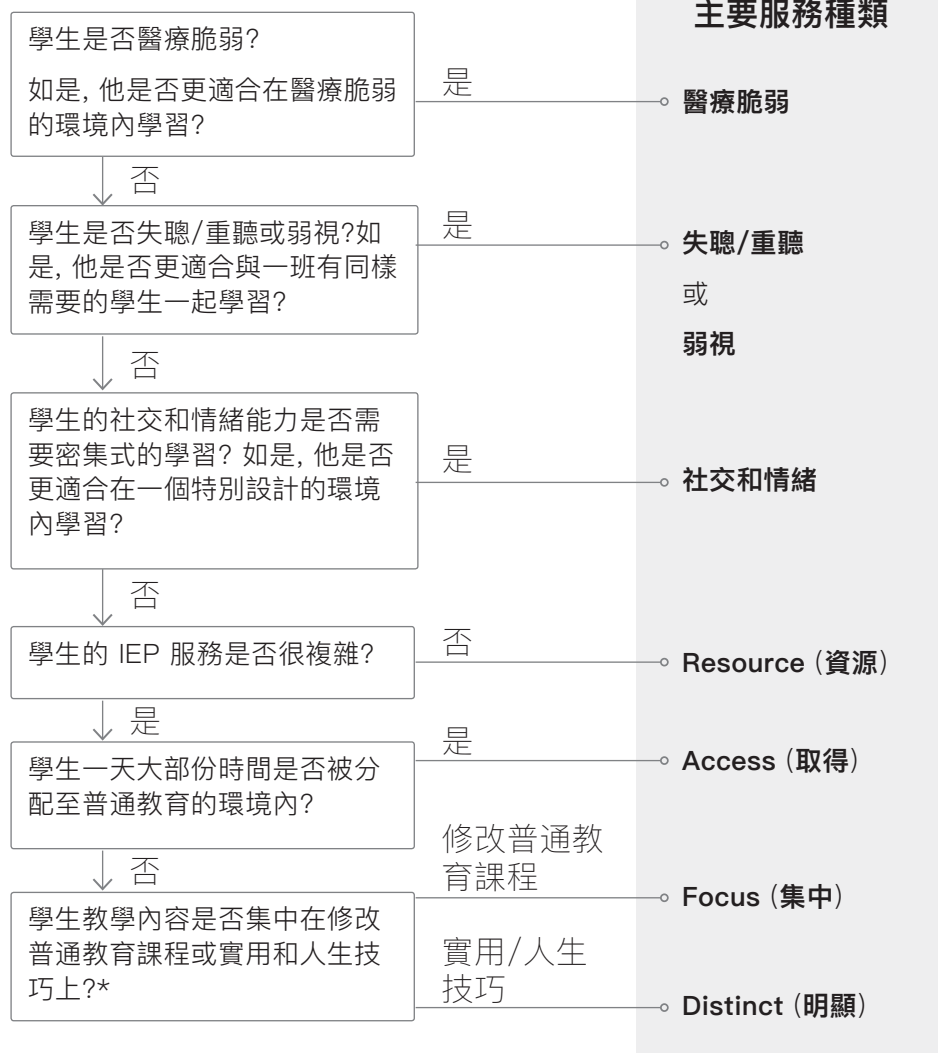 主要服務種類
學生是否醫療脆弱?
如是, 他是否更適合在醫療脆弱
的環境內學習?
是
醫療脆弱
否
學生是否失聰/重聽或弱視?如
是, 他是否更適合與一班有同樣
需要的學生一起學習?
是
失聰/重聽
或
弱視
否
學生的社交和情緒能力是否需
要密集式的學習? 如是, 他是否
更適合在一個特別設計的環境
內學習?
是
社交和情緒
否
學生的 IEP 服務是否很複雜?
否
Resource (資源)
是
學生一天大部份時間是否被分
配至普通教育的環境內?
是
Access (取得)
否
學生教學內容是否集中在修改
普通教育課程或實用和人生技
巧上?*
修改普通教
育課程
Focus (集中)
實用/人生
技巧
Distinct (明顯)